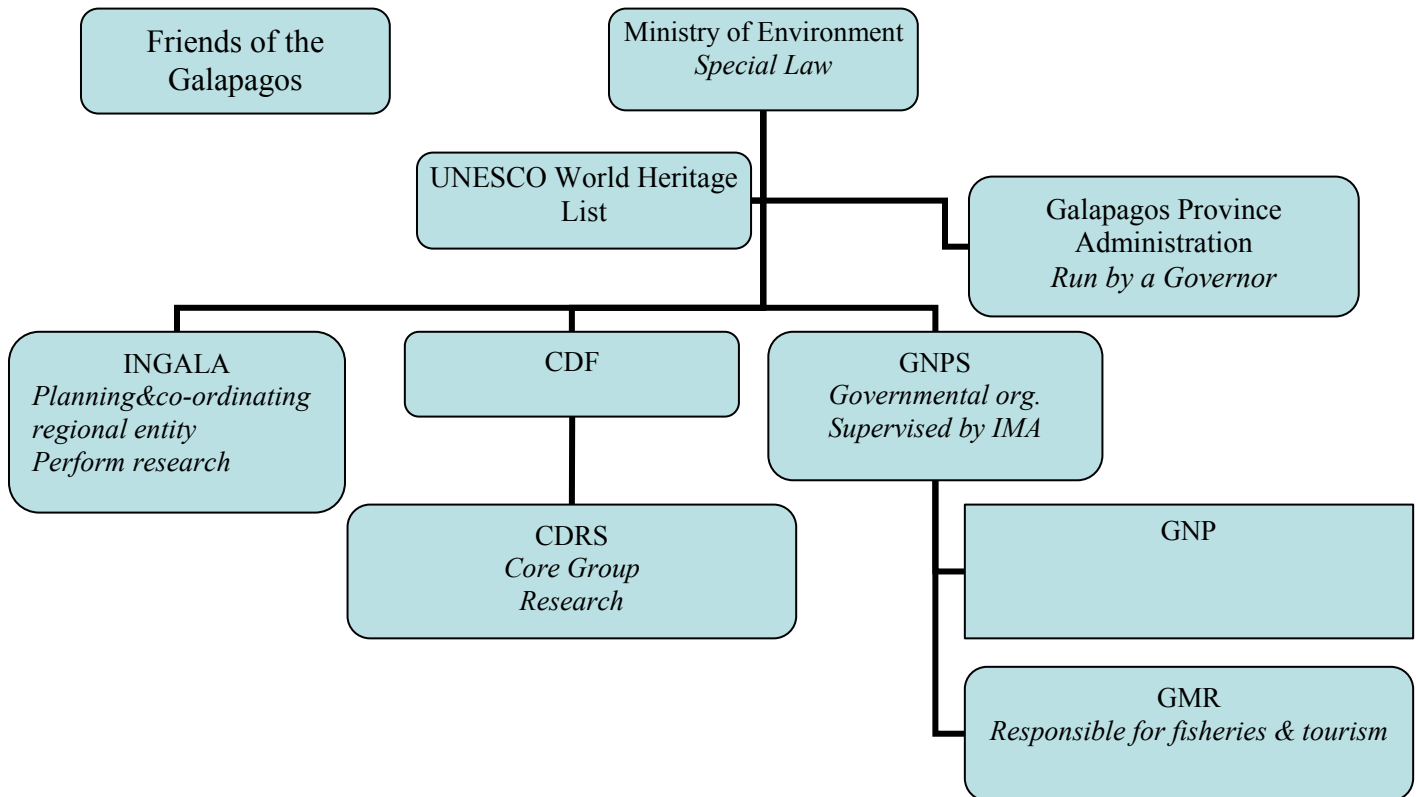 Friends of the
Galapagos
Ministry of Environment
Special Law
UNESCO World Heritage
List
Galapagos Province
Administration
Run by a Governor
INGALA
Planning&co-ordinating
regional entity
Perform research
CDF
GNPS
Governmental org.
Supervised by IMA
CDRS
Core Group
Research
GNP
GMR
Responsible for fisheries & tourism